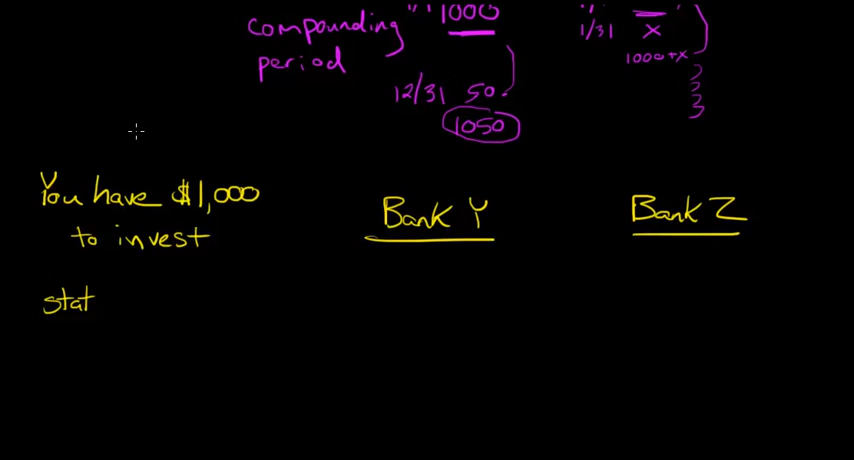 compounding
period
1000
12/31 50
1050
1/31 X
1000+X
You have $1,000
to invest
Bank Y
Bank Z
stat